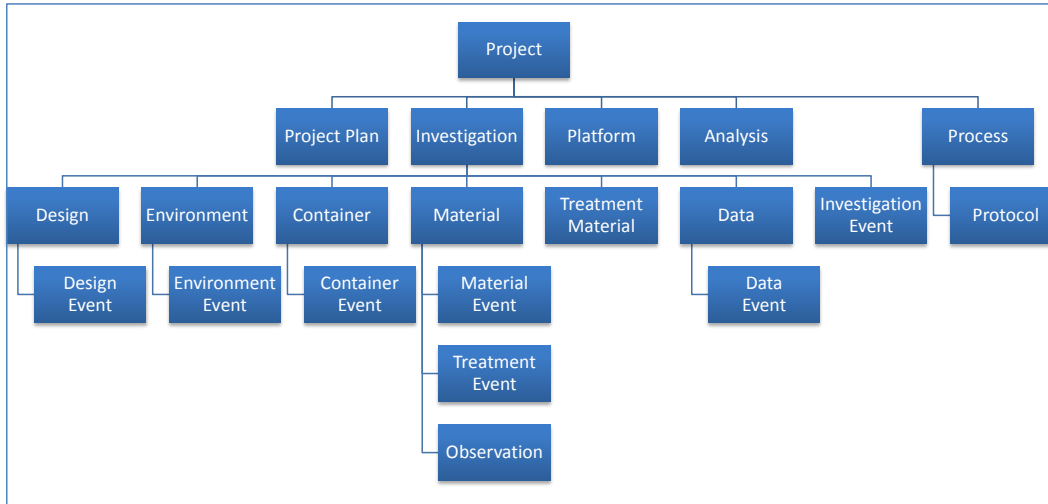 Project
Project Plan
Investigation
Platform
Analysis
Process
Design
Environment
Container
Material
Treatment
Material
Data
Investigation
Event
Protocol
Design
Event
Environment
Event
Container
Event
Material
Event
Data
Event
Treatment
Event
Observation